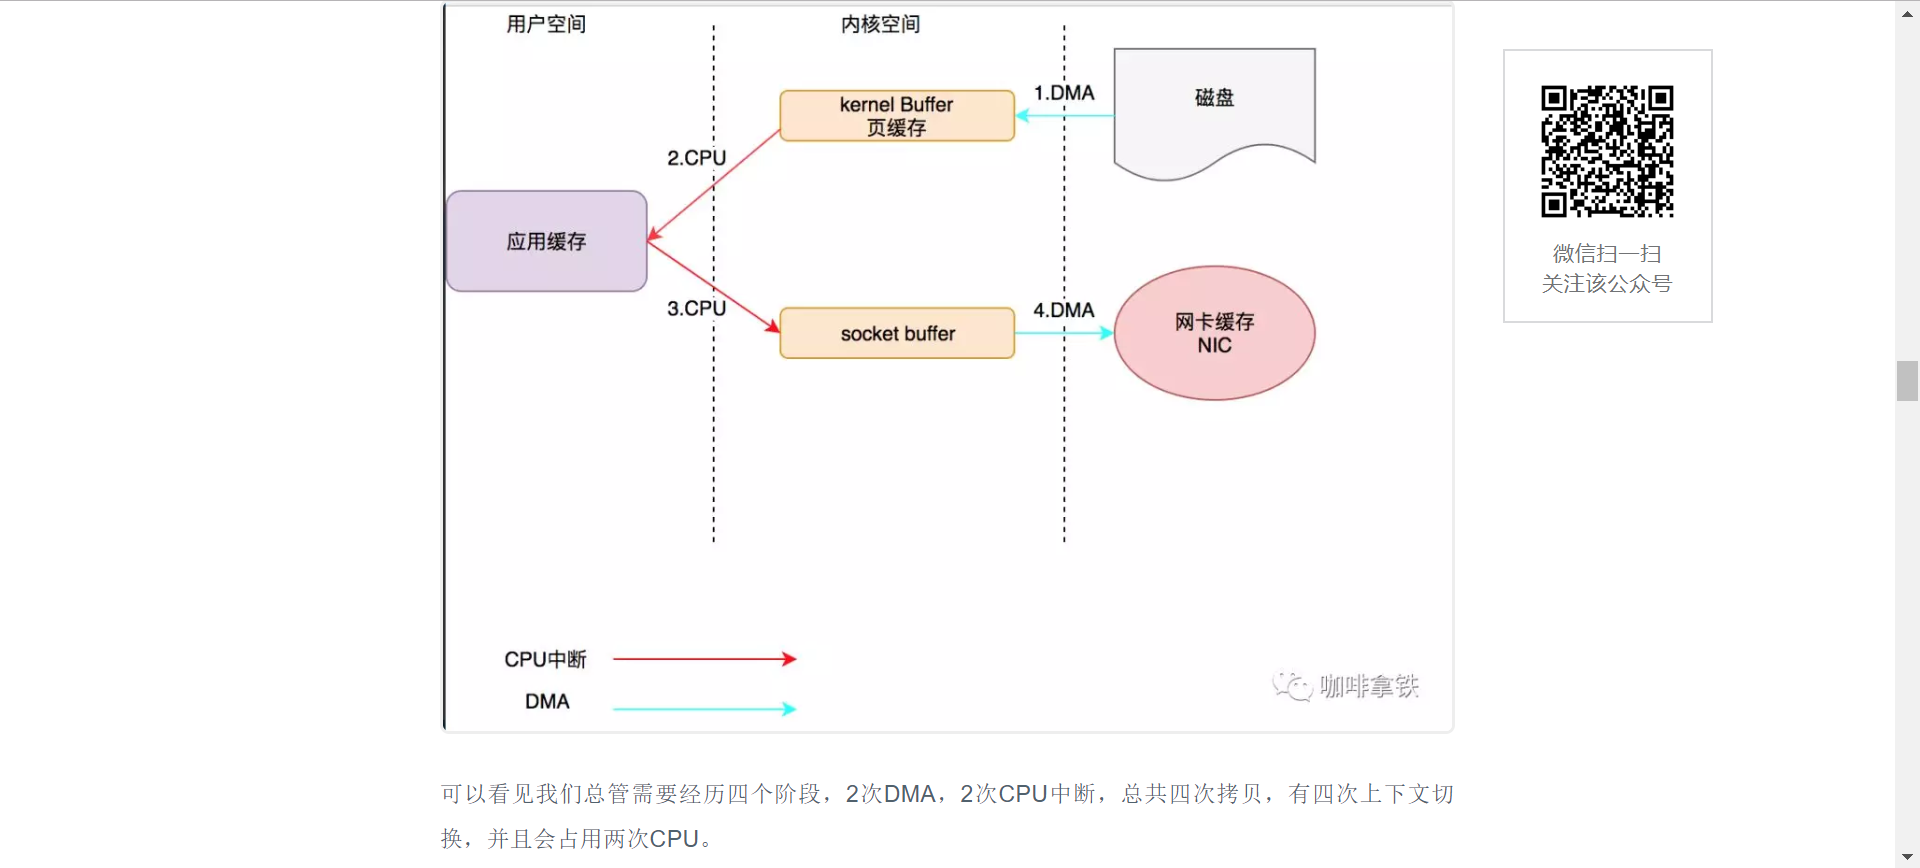 用户空间
内核空间
1.DMA
磁盘
kernel Buffer
页缓存
2.CPU
应用缓存
3.CPU
socket buffer
4.DMA
网卡缓存
NIC
CPU中断
DMA
咖啡拿铁
微信扫一扫
关注该公众号
可以看见我们总管需要经历四个阶段，2次DMA，2次CPU中断，总共四次拷贝，有四次上下文切
换，并且会占用两次CPU。